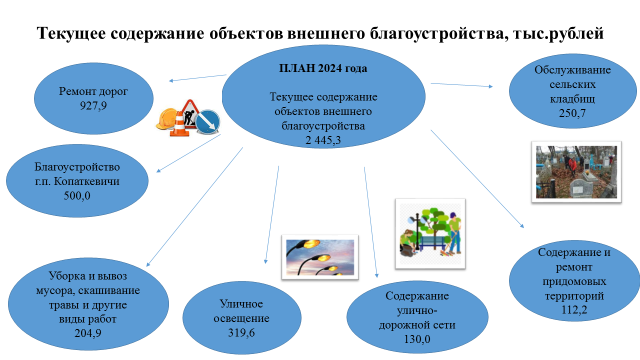 Текущее содержание объектов внешнего благоустройства, тыс.рублей
ПЛАН 2024 года
Текущее содержание
объектов внешнего
благоустройства
2 445,3
Ремонт дорог
927,9
Обслуживание
сельских
кладбищ
250,7
Благоустройство
г.п. Копаткевичи
500,0
Уборка и вывоз
мусора, скашивание
травы и другие
виды работ
204,9
Уличное
освещение
319,6
Содержание
улично-
дорожной сети
130,0
Содержание и
ремонт
придомовых
территорий
112,2